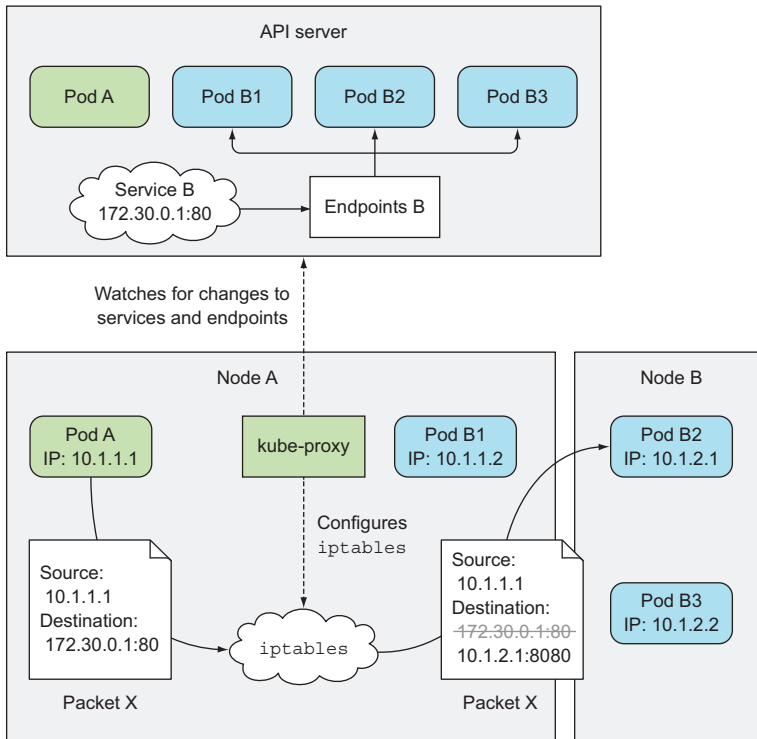 API server
Pod A
Pod B1
Pod B2
Pod B3
Service B
172.30.0.1:80
Endpoints B
Watches for changes to
services and endpoints
Node A
Node B
Pod A
IP: 10.1.1.1
kube-proxy
Pod B1
IP: 10.1.1.2
Pod B2
IP: 10.1.2.1
Configures
iptables
Source:
10.1.1.1
Destination:
172.30.0.1:80
Packet X
iptables
Source:
10.1.1.1
Destination:
172.30.0.1:80
10.1.2.1:8080
Packet X
Pod B3
IP: 10.1.2.2